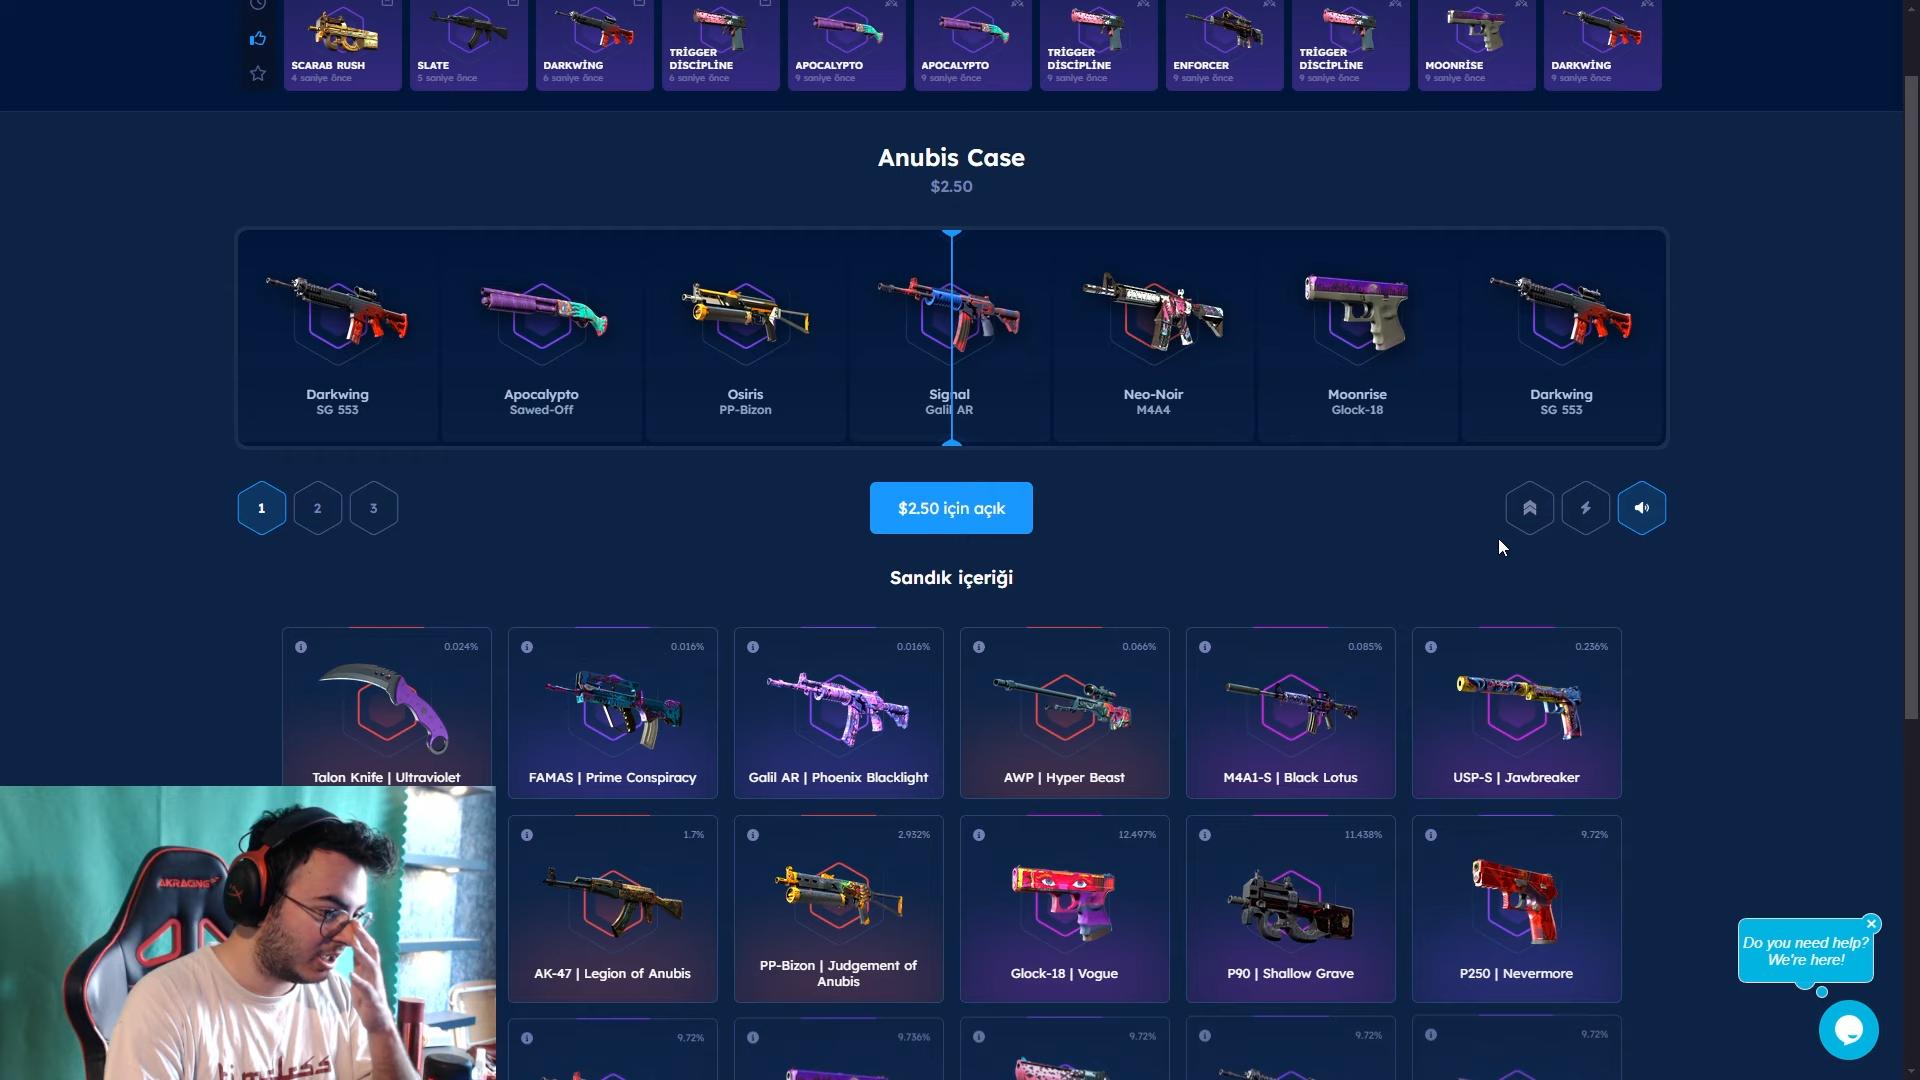 SCARAB RUSH
4 saniye önce
SLATE
5 saniye önce
DARKWİNG
6 saniye önce
TRİGGER
DİSCİPLİNE
6 saniye önce
APOCALYPTO
9 saniye önce
APOCALYPTO
9 saniye önce
TRİGGER
DİSCİPLİNE
9 saniye önce
ENFORCER
9 saniye önce
TRİGGER
DİSCİPLİNE
9 saniye önce
MOONRİSE
9 saniye önce
DARKWİNG
9 saniye önce
Anubis Case
$2.50
Darkwing
SG 553
Apocalypto
Sawed-Off
Osiris
PP-Bizon
Signal
Galil AR
Neo-Noir
M4A4
Moonrise
Glock-18
Darkwing
SG 553
1
2
3
$2.50 için açık
Sandık içeriği
0.024%
Talon Knife | Ultraviolet
0.016%
FAMAS | Prime Conspiracy
0.016%
Galil AR | Phoenix Blacklight
0.066%
AWP | Hyper Beast
0.085%
M4A1-S | Black Lotus
0.236%
USP-S | Jawbreaker
1.7%
AK-47 | Legion of Anubis
2.932%
PP-Bizon | Judgement of
Anubis
12.497%
Glock-18 | Vogue
11.438%
P90 | Shallow Grave
9.72%
P250 | Nevermore
9.72%
9.736%
9.72%
9.72%
9.72%
AKRACING
timeless
Do you need help?
We're here!